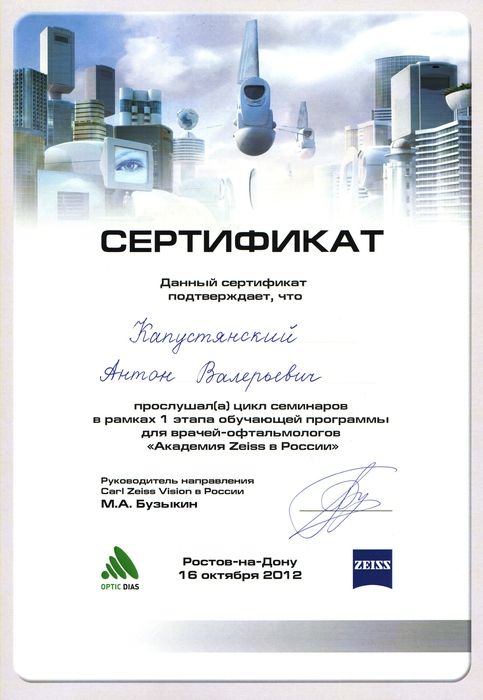 СЕРТИФИКАТ
Данный сертификат
подтверждает, что
Капустянский
Антон Валерьевич
прослушал(а) цикл семинаров
в рамках 1 этапа обучающей программы
для врачей-офтальмологов
«Академия Zeiss в России»
Руководитель направления
Carl Zeiss Vision в России
М.А. Бузыкин
OPTIC DIAS
Ростов-на-Дону
16 октября 2012
ZEISS